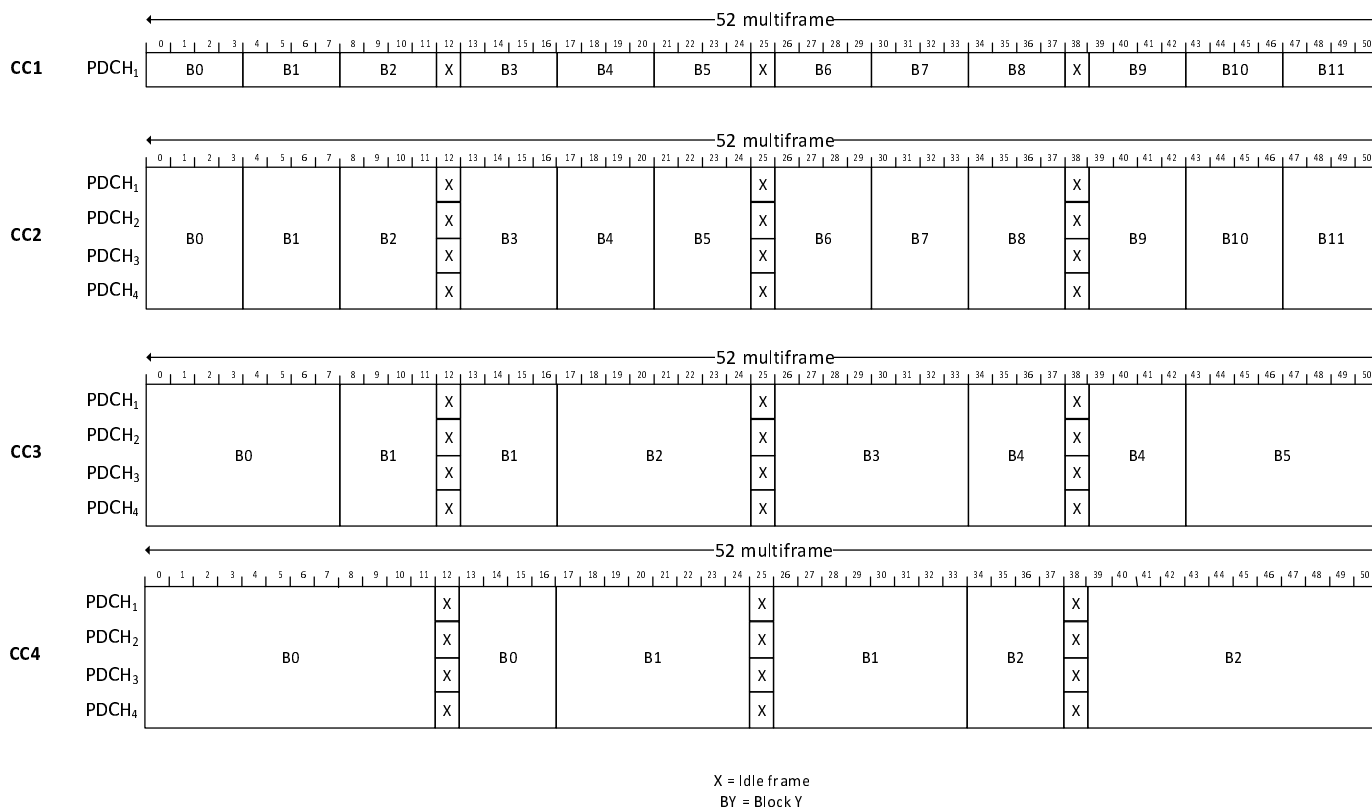 52 multiframe
0 1 2 3 4 5 6 7 8 9 10 11 12 13 14 15 16 17 18 19 20 21 22 23 24 25 26 27 28 29 30 31 32 33 34 35 36 37 38 39 40 41 42 43 44 45 46 47 48 49 50
CC1 PDCH₁ B0 B1 B2 X B3 B4 B5 X B6 B7 B8 X B9 B10 B11
52 multiframe
0 1 2 3 4 5 6 7 8 9 10 11 12 13 14 15 16 17 18 19 20 21 22 23 24 25 26 27 28 29 30 31 32 33 34 35 36 37 38 39 40 41 42 43 44 45 46 47 48 49 50
PDCH₁ X X X
PDCH₂ X X X
CC2 B0 B1 B2 B3 B4 B5 B6 B7 B8 B9 B10 B11
PDCH₃ X X X
PDCH₄ X X X
52 multiframe
0 1 2 3 4 5 6 7 8 9 10 11 12 13 14 15 16 17 18 19 20 21 22 23 24 25 26 27 28 29 30 31 32 33 34 35 36 37 38 39 40 41 42 43 44 45 46 47 48 49 50
PDCH₁ X X X
PDCH₂ X X X
CC3 B0 B1 B1 B2 B3 B4 B4 B5
PDCH₃ X X X
PDCH₄ X X X
52 multiframe
0 1 2 3 4 5 6 7 8 9 10 11 12 13 14 15 16 17 18 19 20 21 22 23 24 25 26 27 28 29 30 31 32 33 34 35 36 37 38 39 40 41 42 43 44 45 46 47 48 49 50
PDCH₁ X X X
PDCH₂ X X X
CC4 B0 B0 B1 B1 B2 B2
PDCH₃ X X X
PDCH₄ X X X
X = Idle frame
BY = Block Y